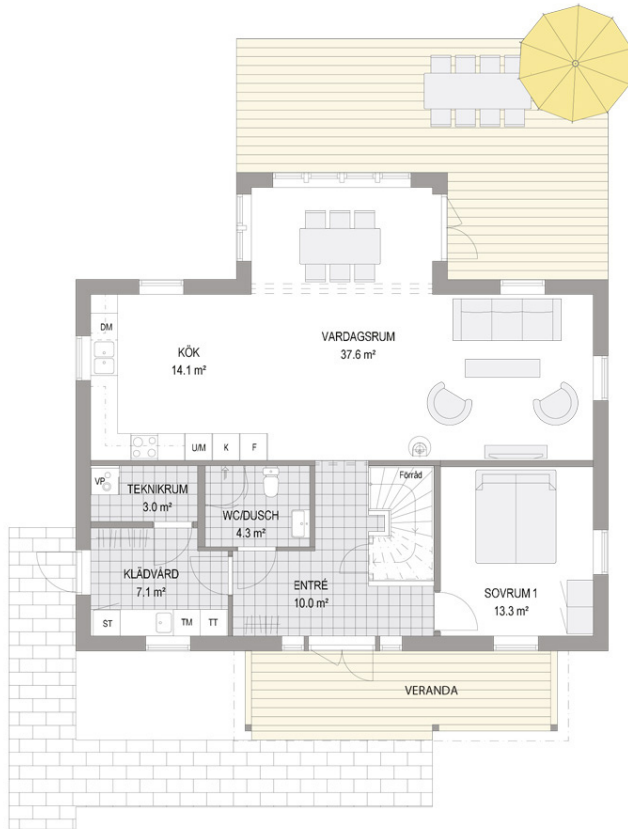 DM
KÖK
14.1 m²
VARDAGSRUM
37.6 m²
U/M K F
VP
TEKNIKRUM
3.0 m²
WC/DUSCH
4.3 m²
Förråd
KLÄDVÅRD
7.1 m²
ENTRÉ
10.0 m²
SOVRUM 1
13.3 m²
ST TM TT
VERANDA